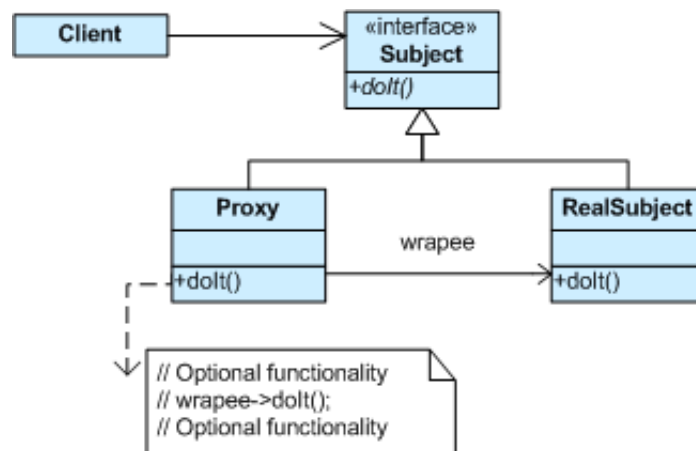 Client
«interface»
Subject
+doIt()
Proxy
RealSubject
wrapee
+doIt()
+doIt()
// Optional functionality
// wrapee->doIt();
// Optional functionality